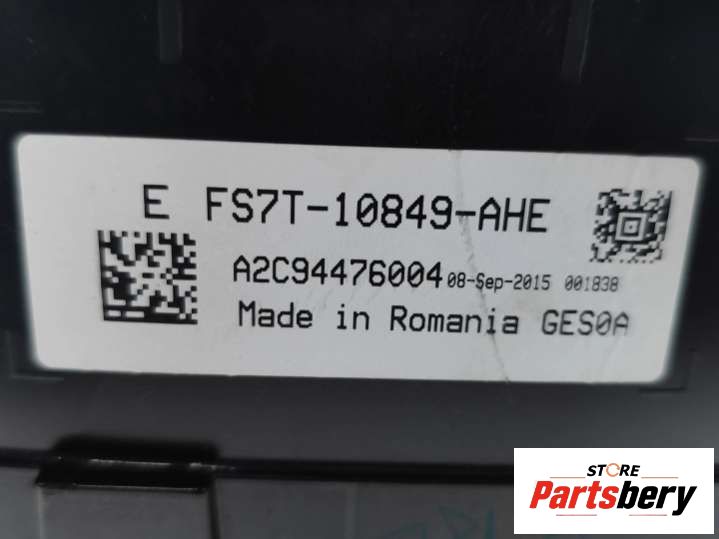 E FS7T-10849-AHE
A2C94476004 08-Sep-2015 001838
Made in Romania GES0A
STORE
Partsbery